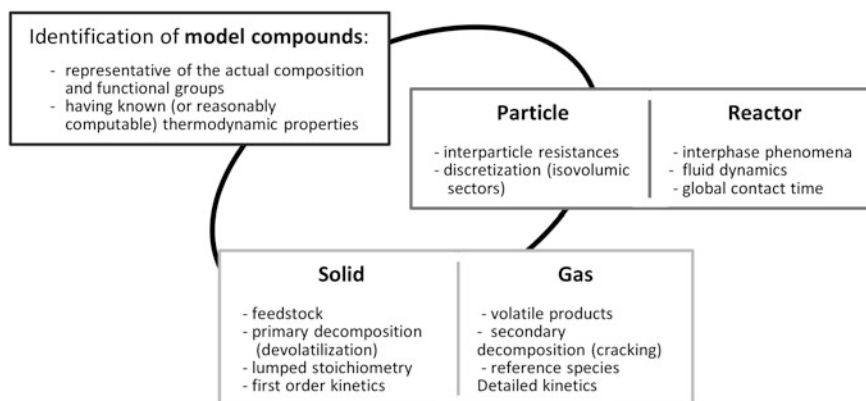 Identification of model compounds:
- representative of the actual composition
and functional groups
- having known (or reasonably
computable) thermodynamic properties
Particle
- interparticle resistances
- discretization (isovolumic
sectors)
Reactor
- interphase phenomena
- fluid dynamics
- global contact time
Solid
- feedstock
- primary decomposition
(devolatilization)
- lumped stoichiometry
- first order kinetics
Gas
- volatile products
- secondary
decomposition (cracking)
- reference species
Detailed kinetics